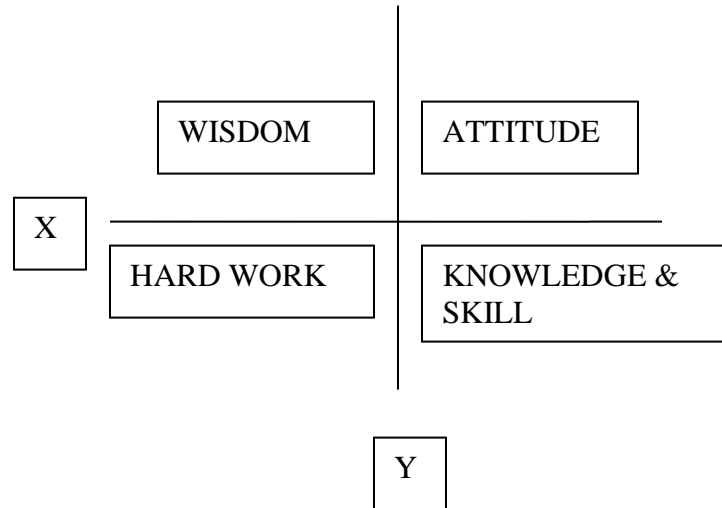 WISDOM
ATTITUDE
X
HARD WORK
KNOWLEDGE &
SKILL
Y